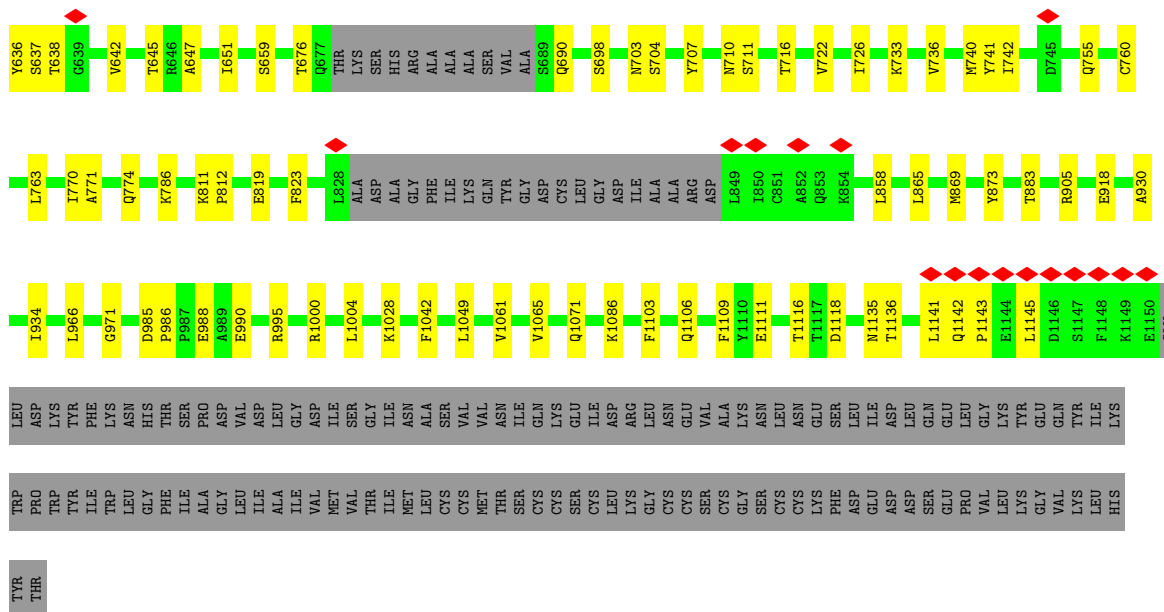 Y636 S637 T638 G639 V642 T645 R646 A647 I651 S659 T676 Q677 THR LYS SER HIS ARG ALA ALA ALA SER VAL ALA S689 Q690 S698 N703 S704 Y707 N710 S711 T716 V722 I726 K733 V736 M740 Y741 I742 D745 Q755 C760
L763 I770 A771 Q774 K786 K811 P812 E819 F823 L828 ALA ASP ALA GLY PHE ILE LYS GLN TYR GLY ASP CYS LEU GLY ASP ILE ALA ALA ARG ASP L849 I850 C851 A852 Q853 K854 L858 L865 M869 Y873 T883 R905 E918 A930
I934 L966 G971 D985 P986 P987 E988 A989 E990 R995 R1000 L1004 K1028 F1042 L1049 V1061 V1065 Q1071 K1086 F1103 Q1106 F1109 Y1110 E1111 T1116 T1117 D1118 N1135 T1136 L1141 Q1142 P1143 E1144 L1145 D1146 S1147 F1148 K1149 E1150
LEU ASP LYS TYR PHE LYS ASN HIS THR SER PRO ASP VAL ASP LEU GLY ASP ILE SER GLY ILE ASN ALA SER VAL VAL ASN ILE GLN LYS GLU ILE ASP ARG LEU ASN GLU VAL ALA LYS ASN LEU ASN GLU SER LEU ILE ASP LEU GLN GLU LEU GLY LYS TYR GLU GLN TYR ILE LYS
TRP PRO TRP TYR ILE TRP LEU GLY PHE ILE ALA GLY LEU ILE ALA ILE VAL MET VAL THR ILE MET LEU CYS CYS MET THR SER CYS CYS SER CYS LEU LYS GLY CYS CYS SER CYS GLY SER CYS CYS LYS PHE ASP GLU ASP ASP SER GLU PRO VAL LEU LYS GLY VAL LYS LEU HIS
TYR THR